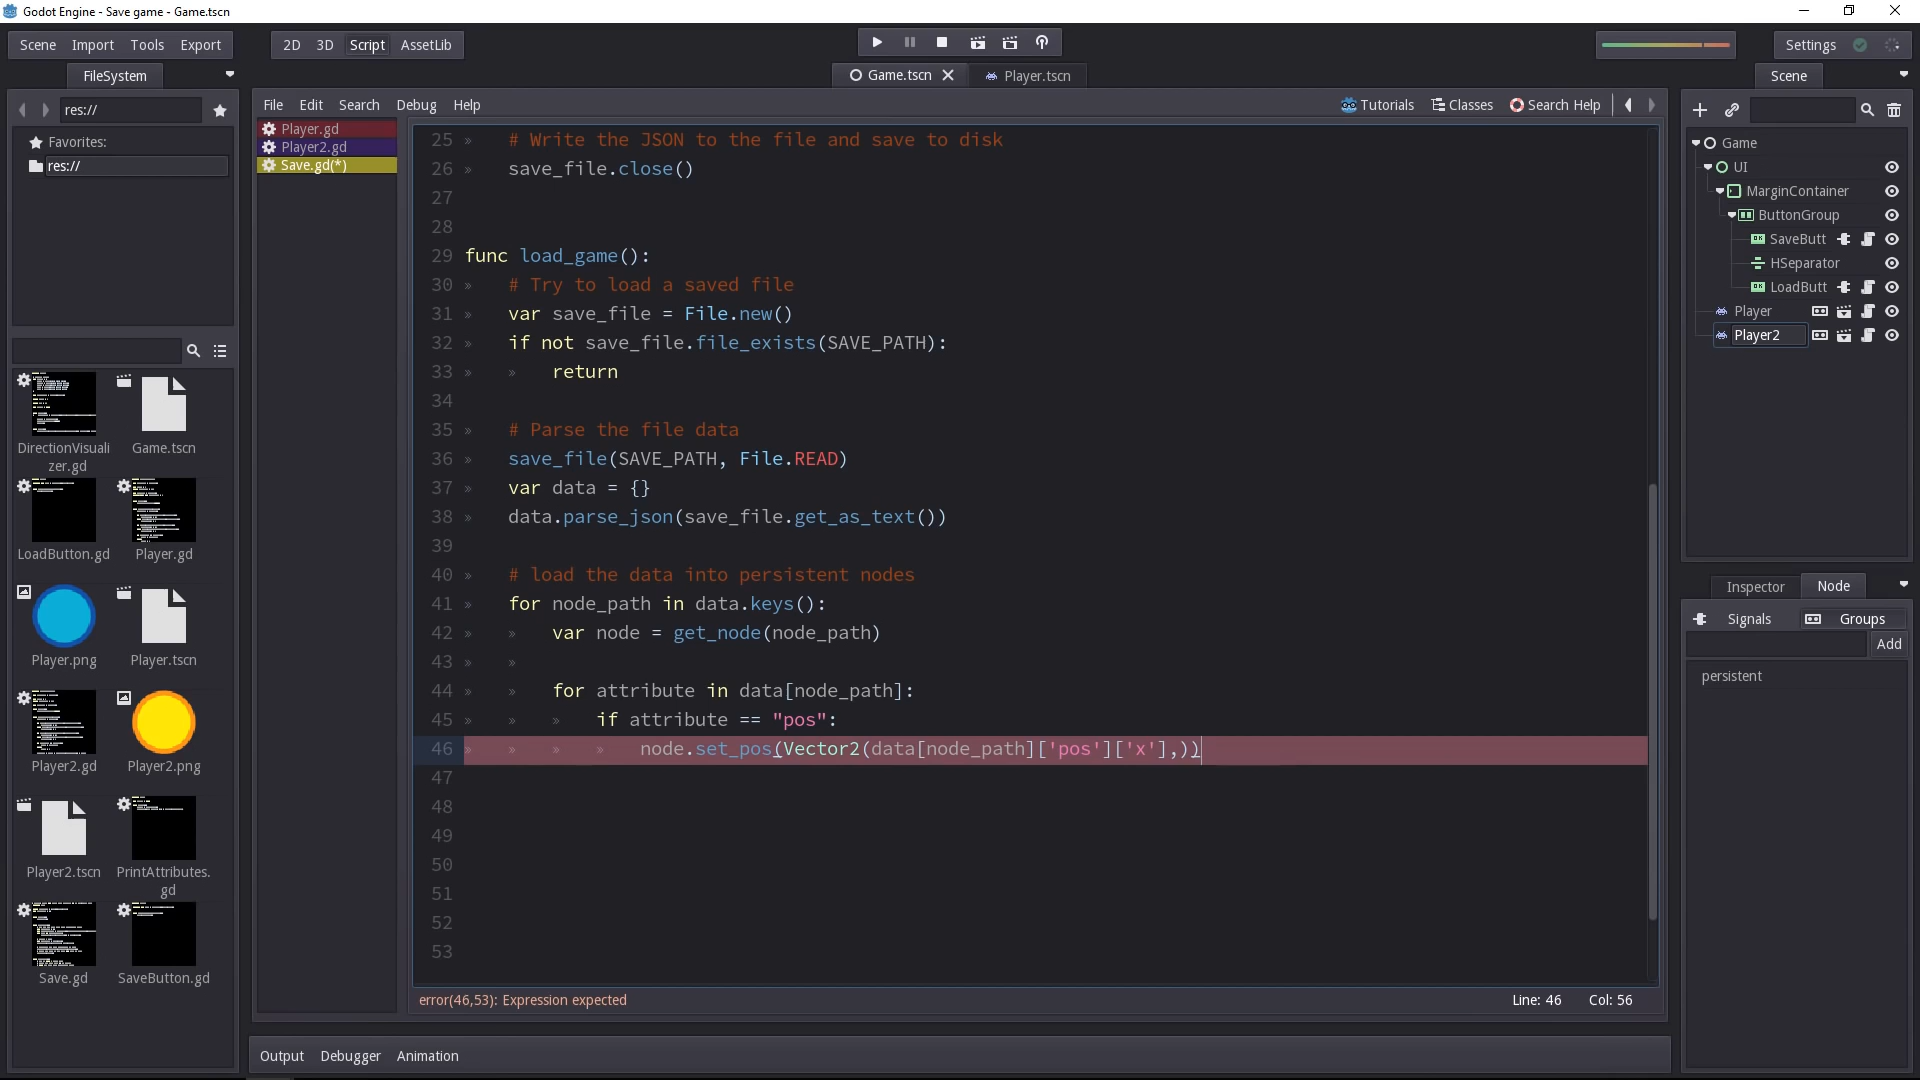 Godot Engine - Save game - Game.tscn
Scene Import Tools Export
2D 3D Script AssetLib
Settings
FileSystem
Game.tscn
Player.tscn
Scene
res://
Favorites:
res://
File Edit Search Debug Help
Tutorials Classes Search Help
Player.gd
Player2.gd
Save.gd(*)
25 # Write the JSON to the file and save to disk
26 save_file.close()
27
28
29 func load_game():
30 # Try to load a saved file
31 var save_file = File.new()
32 if not save_file.file_exists(SAVE_PATH):
33 return
34
35 # Parse the file data
36 save_file(SAVE_PATH, File.READ)
37 var data = {}
38 data.parse_json(save_file.get_as_text())
39
40 # load the data into persistent nodes
41 for node_path in data.keys():
42 var node = get_node(node_path)
43
44 for attribute in data[node_path]:
45 if attribute == "pos":
46 node.set_pos(Vector2(data[node_path]['pos']['x'],))
47
48
49
50
51
52
53
error(46,53): Expression expected
Line: 46 Col: 56
Output Debugger Animation
DirectionVisuali
zer.gd
Game.tscn
LoadButton.gd
Player.gd
Player.png
Player.tscn
Player2.gd
Player2.png
Player2.tscn
PrintAttributes.
gd
Save.gd
SaveButton.gd
Game
UI
MarginContainer
ButtonGroup
SaveButt
HSeparator
LoadButt
Player
Player2
Inspector Node
Signals Groups
Add
persistent